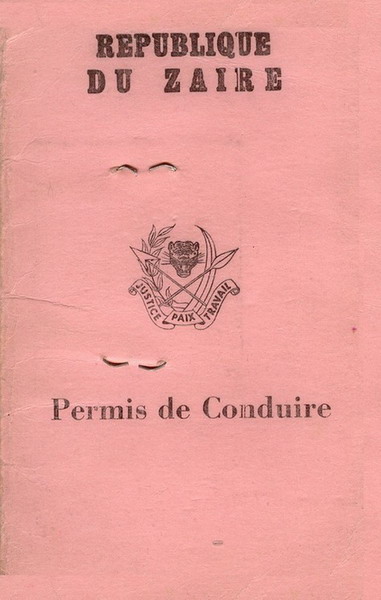 REPUBLIQUE
DU ZAIRE
JUSTICE PAIX TRAVAIL
Permis de Conduire